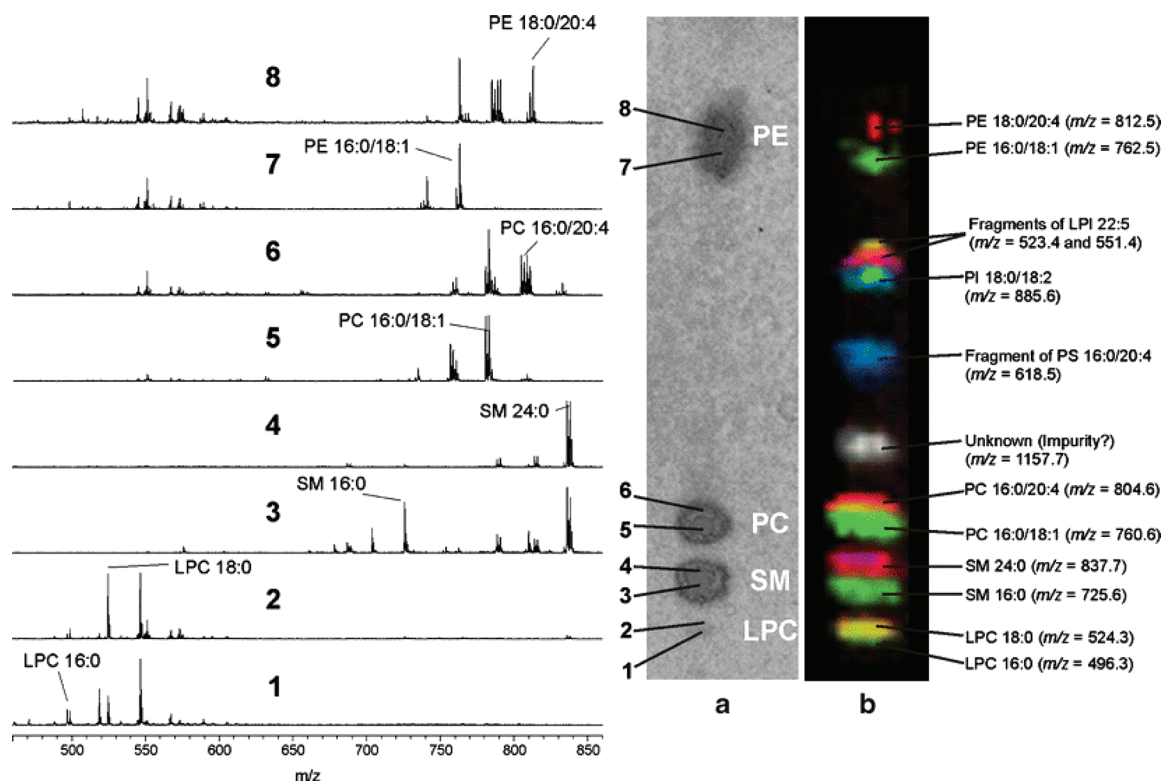 PE 18:0/20:4
8
PE 16:0/18:1
7
PC 16:0/20:4
6
PC 16:0/18:1
5
SM 24:0
4
SM 16:0
3
LPC 18:0
2
LPC 16:0
1
550 600 650 700 750 800 850
m/z
8
PE
7
6
PC
5
4
SM
3
2
LPC
1
a
b
PE 18:0/20:4 (m/z = 812.5)
PE 16:0/18:1 (m/z = 762.5)
Fragments of LPI 22:5
(m/z = 523.4 and 551.4)
PI 18:0/18:2
(m/z = 885.6)
Fragment of PS 16:0/20:4
(m/z = 618.5)
Unknown (Impurity?)
(m/z = 1157.7)
PC 16:0/20:4 (m/z = 804.6)
PC 16:0/18:1 (m/z = 760.6)
SM 24:0 (m/z = 837.7)
SM 16:0 (m/z = 725.6)
LPC 18:0 (m/z = 524.3)
LPC 16:0 (m/z = 496.3)